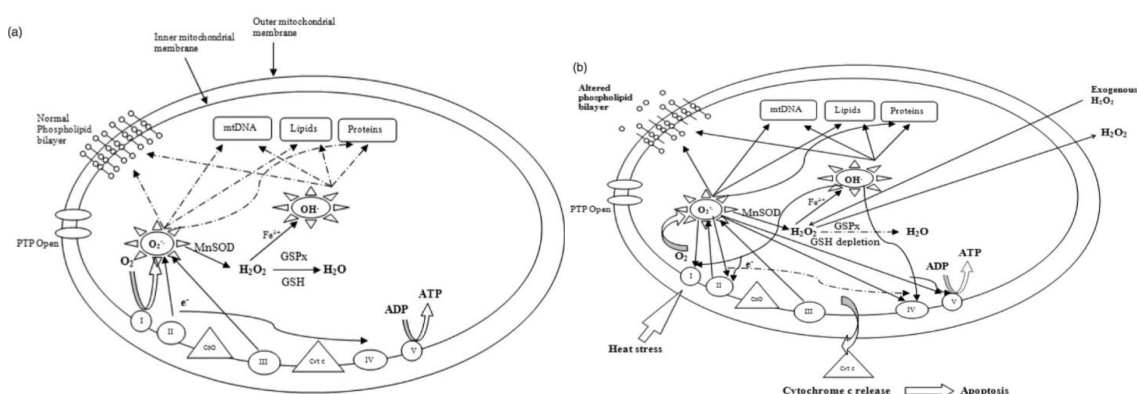 (a)
Outer mitochondrial
membrane
Inner mitochondrial
membrane
Normal
Phospholipid
bilayer
mtDNA
Lipids
Proteins
OH·
PTP Open
O₂·⁻
MnSOD
Fe²⁺
GSPx
O₂
H₂O₂
H₂O
GSH
e⁻
ADP
ATP
I
II
CoQ
III
Cyt c
IV
V
(b)
Altered
phospholipid
bilayer
mtDNA
Lipids
Proteins
Exogenous
H₂O₂
H₂O₂
OH·
PTP Open
O₂·⁻
MnSOD
Fe²⁺
GSPx
H₂O₂
H₂O
GSH depletion
O₂
e⁻
ADP
ATP
I
II
CoQ
III
IV
V
Heat stress
Cyt c
Cytochrome c release
Apoptosis